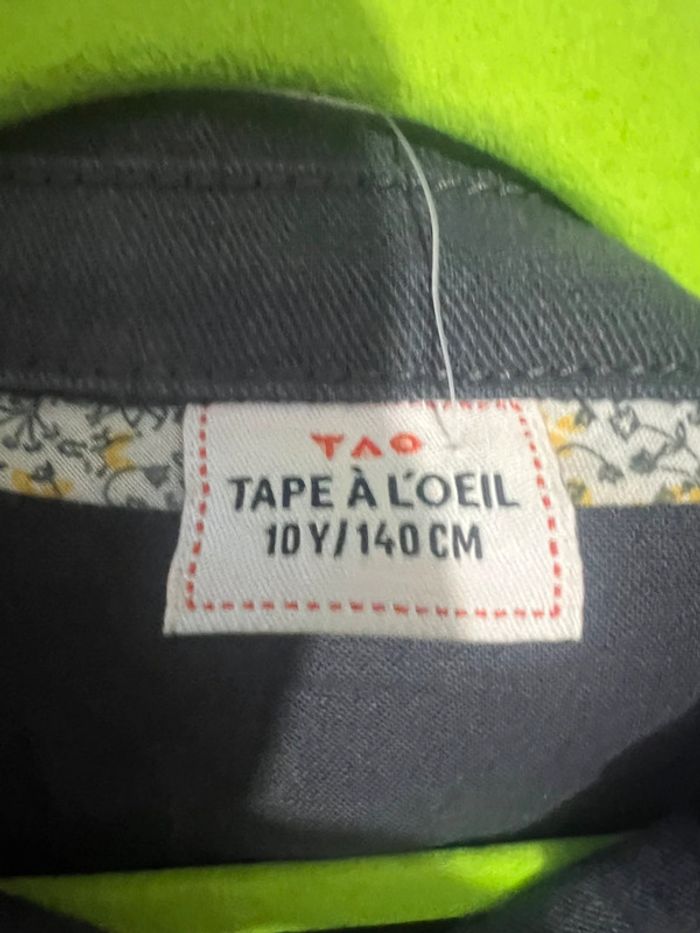 TAO
TAPE À L'OEIL
10 Y/140 CM